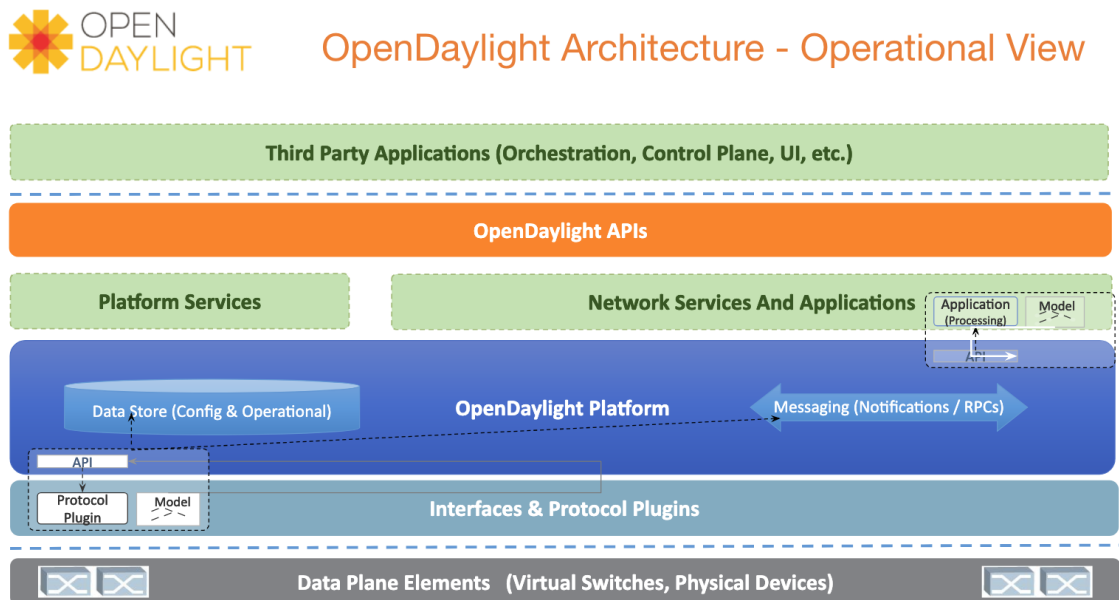 OPEN
DAYLIGHT
OpenDaylight Architecture - Operational View
Third Party Applications (Orchestration, Control Plane, UI, etc.)
OpenDaylight APIs
Platform Services
Network Services And Applications
Application
(Processing)
Model
API
Data Store (Config & Operational)
OpenDaylight Platform
Messaging (Notifications / RPCs)
API
Protocol
Plugin
Model
Interfaces & Protocol Plugins
Data Plane Elements (Virtual Switches, Physical Devices)